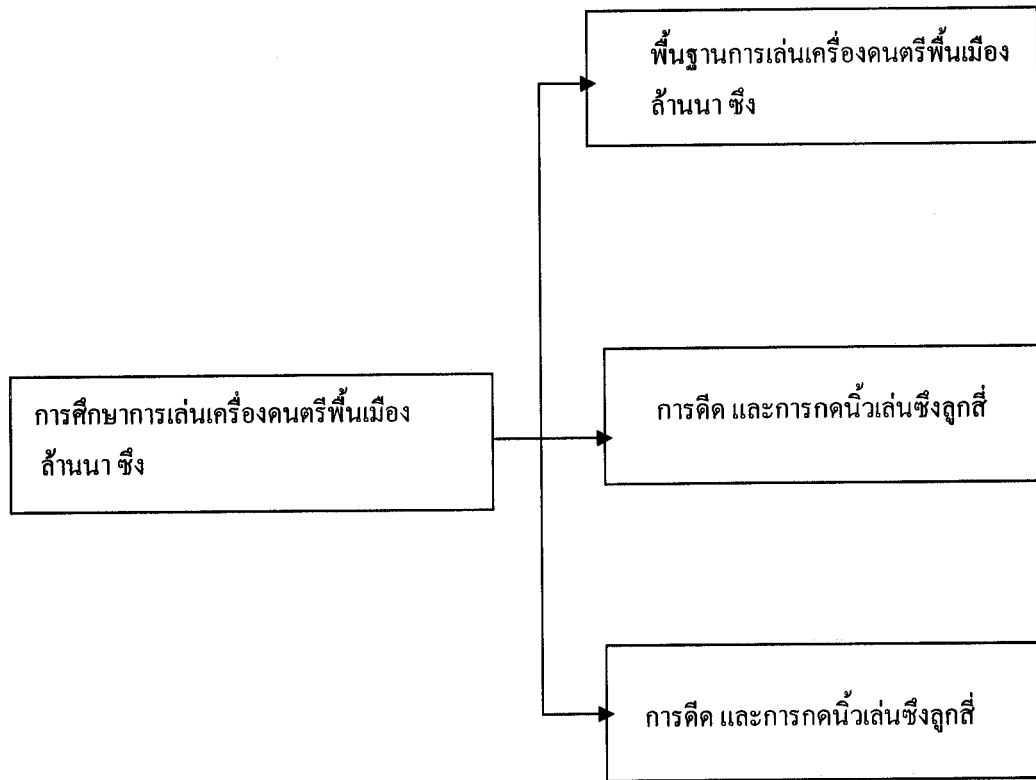 พื้นฐานการเล่นเครื่องดนตรีพื้นเมือง
ล้านนา ซึง
การศึกษาการเล่นเครื่องดนตรีพื้นเมือง
ล้านนา ซึง
การดีด และการกดนิ้วเล่นซึงลูกสี่
การดีด และการกดนิ้วเล่นซึงลูกสี่